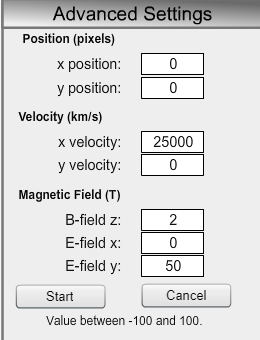 Advanced Settings
Position (pixels)
x position: 0
y position: 0
Velocity (km/s)
x velocity: 25000
y velocity: 0
Magnetic Field (T)
B-field z: 2
E-field x: 0
E-field y: 50
Start Cancel
Value between -100 and 100.